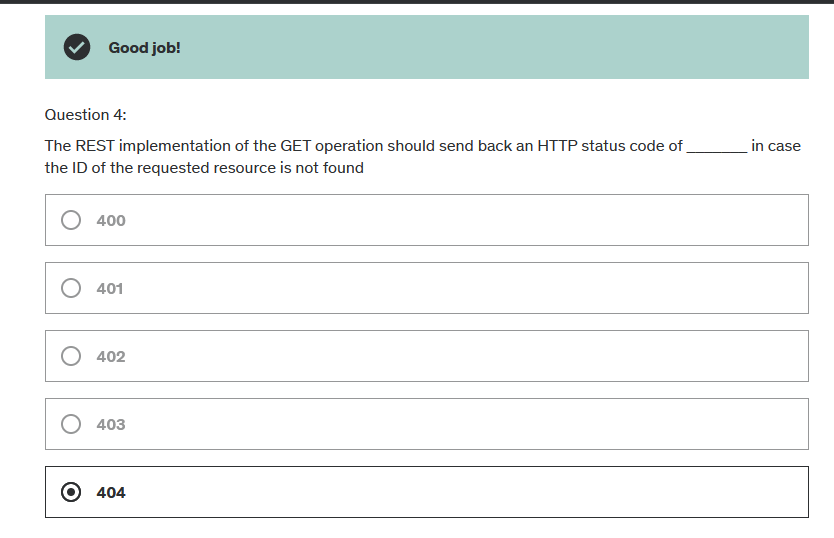 Good job!
Question 4:
The REST implementation of the GET operation should send back an HTTP status code of ________ in case
the ID of the requested resource is not found
400
401
402
403
404